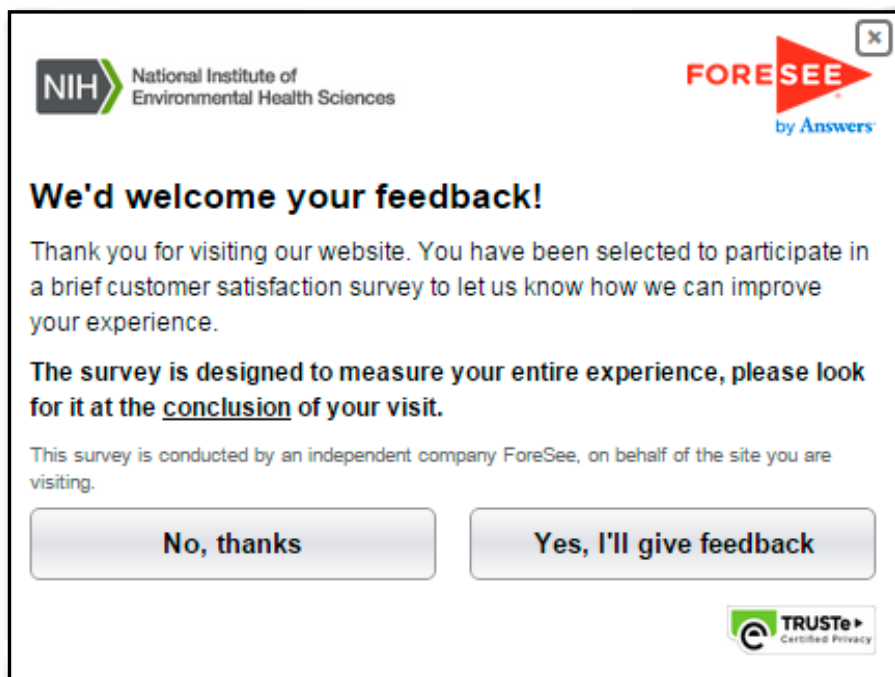 NIH
National Institute of
Environmental Health Sciences
FORESEE
by Answers
We'd welcome your feedback!
Thank you for visiting our website. You have been selected to participate in
a brief customer satisfaction survey to let us know how we can improve
your experience.
The survey is designed to measure your entire experience, please look
for it at the conclusion of your visit.
This survey is conducted by an independent company ForeSee, on behalf of the site you are
visiting.
No, thanks
Yes, I'll give feedback
TRUSTe
Certified Privacy